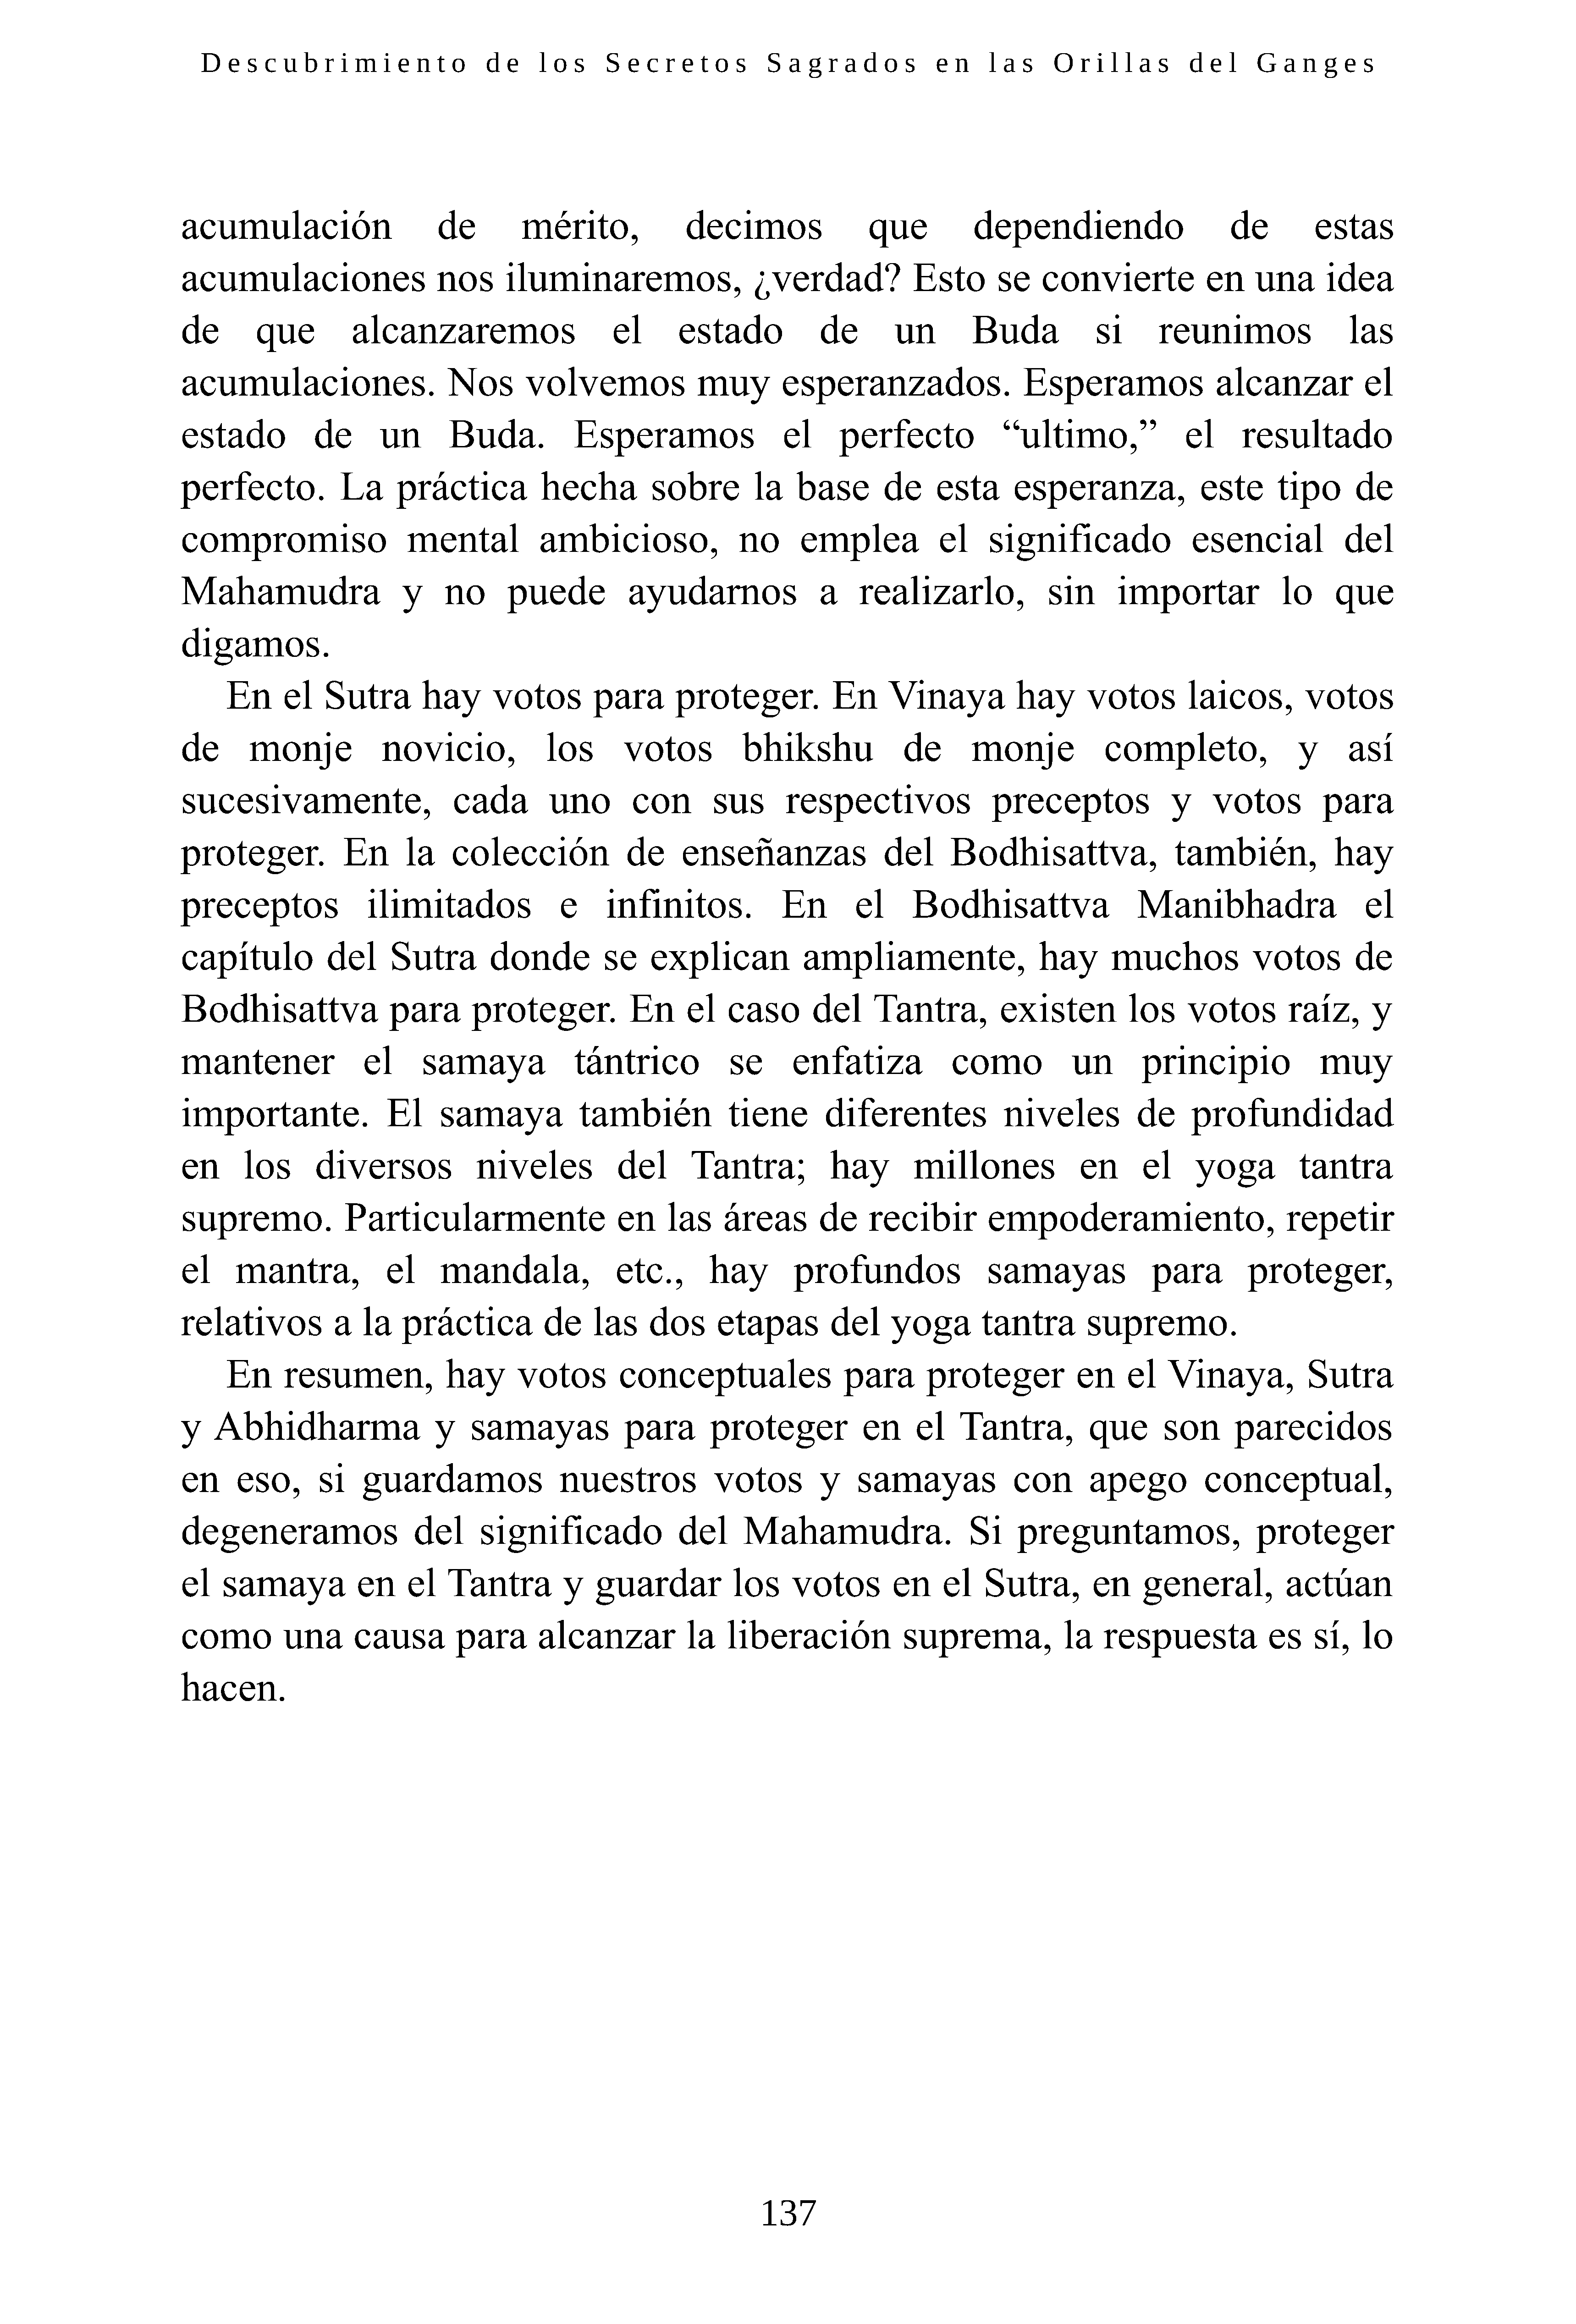 Descubrimiento de los Secretos Sagrados en las Orillas del Ganges
acumulación de mérito, decimos que dependiendo de estas
acumulaciones nos iluminaremos, ¿verdad? Esto se convierte en una idea
de que alcanzaremos el estado de un Buda si reunimos las
acumulaciones. Nos volvemos muy esperanzados. Esperamos alcanzar el
estado de un Buda. Esperamos el perfecto “ultimo,” el resultado
perfecto. La práctica hecha sobre la base de esta esperanza, este tipo de
compromiso mental ambicioso, no emplea el significado esencial del
Mahamudra y no puede ayudarnos a realizarlo, sin importar lo que
digamos.
En el Sutra hay votos para proteger. En Vinaya hay votos laicos, votos
de monje novicio, los votos bhikshu de monje completo, y así
sucesivamente, cada uno con sus respectivos preceptos y votos para
proteger. En la colección de enseñanzas del Bodhisattva, también, hay
preceptos ilimitados e infinitos. En el Bodhisattva Manibhadra el
capítulo del Sutra donde se explican ampliamente, hay muchos votos de
Bodhisattva para proteger. En el caso del Tantra, existen los votos raíz, y
mantener el samaya tántrico se enfatiza como un principio muy
importante. El samaya también tiene diferentes niveles de profundidad
en los diversos niveles del Tantra; hay millones en el yoga tantra
supremo. Particularmente en las áreas de recibir empoderamiento, repetir
el mantra, el mandala, etc., hay profundos samayas para proteger,
relativos a la práctica de las dos etapas del yoga tantra supremo.
En resumen, hay votos conceptuales para proteger en el Vinaya, Sutra
y Abhidharma y samayas para proteger en el Tantra, que son parecidos
en eso, si guardamos nuestros votos y samayas con apego conceptual,
degeneramos del significado del Mahamudra. Si preguntamos, proteger
el samaya en el Tantra y guardar los votos en el Sutra, en general, actúan
como una causa para alcanzar la liberación suprema, la respuesta es sí, lo
hacen.
137